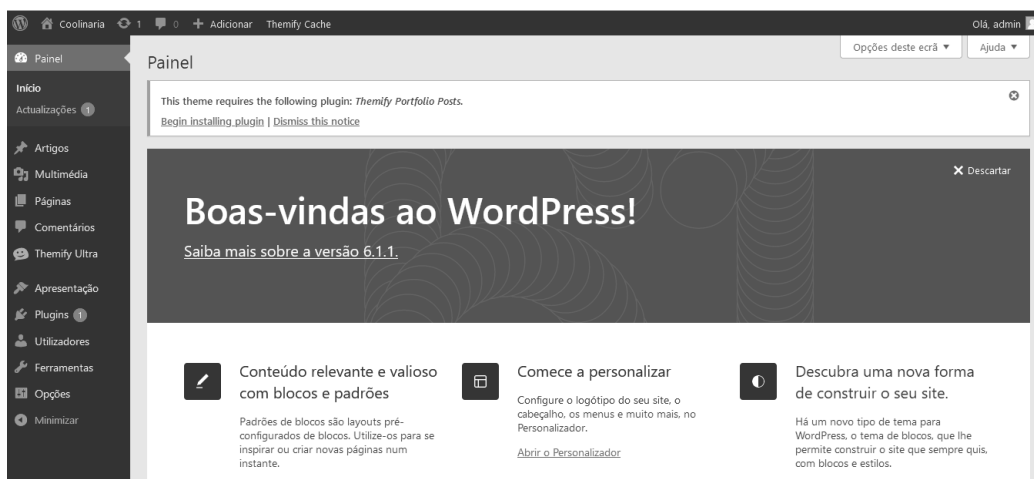 Coolinaria 1 0 + Adicionar Themify Cache Olá, admin
Opções deste ecrã ▼ Ajuda ▼
Painel
Início
Actualizações 1
Artigos
Multimédia
Páginas
Comentários
Themify Ultra
Apresentação
Plugins 1
Utilizadores
Ferramentas
Opções
Minimizar
Painel
This theme requires the following plugin: Themify Portfolio Posts.
Begin installing plugin | Dismiss this notice
Descartar
Boas-vindas ao WordPress!
Saiba mais sobre a versão 6.1.1.
Conteúdo relevante e valioso
com blocos e padrões
Padrões de blocos são layouts pré-
configurados de blocos. Utilize-os para se
inspirar ou criar novas páginas num
instante.
Comece a personalizar
Configure o logótipo do seu site, o
cabeçalho, os menus e muito mais, no
Personalizador.
Abrir o Personalizador
Descubra uma nova forma
de construir o seu site.
Há um novo tipo de tema para
WordPress, o tema de blocos, que lhe
permite construir o site que sempre quis,
com blocos e estilos.